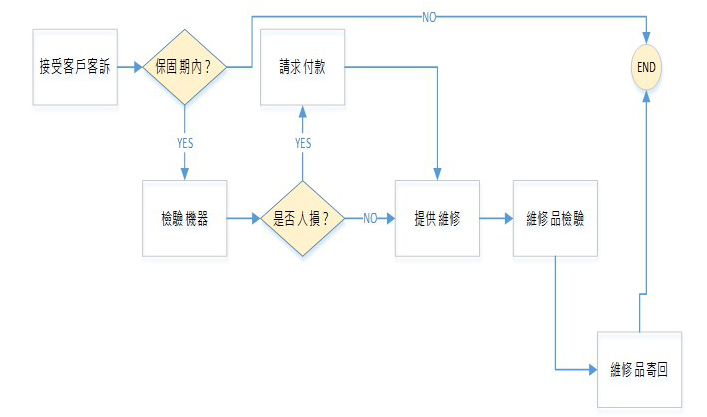 NO
接受客戶客訴
保固期內？
請求付款
END
YES
YES
檢驗機器
是否人損？
NO
提供維修
維修品檢驗
維修品寄回